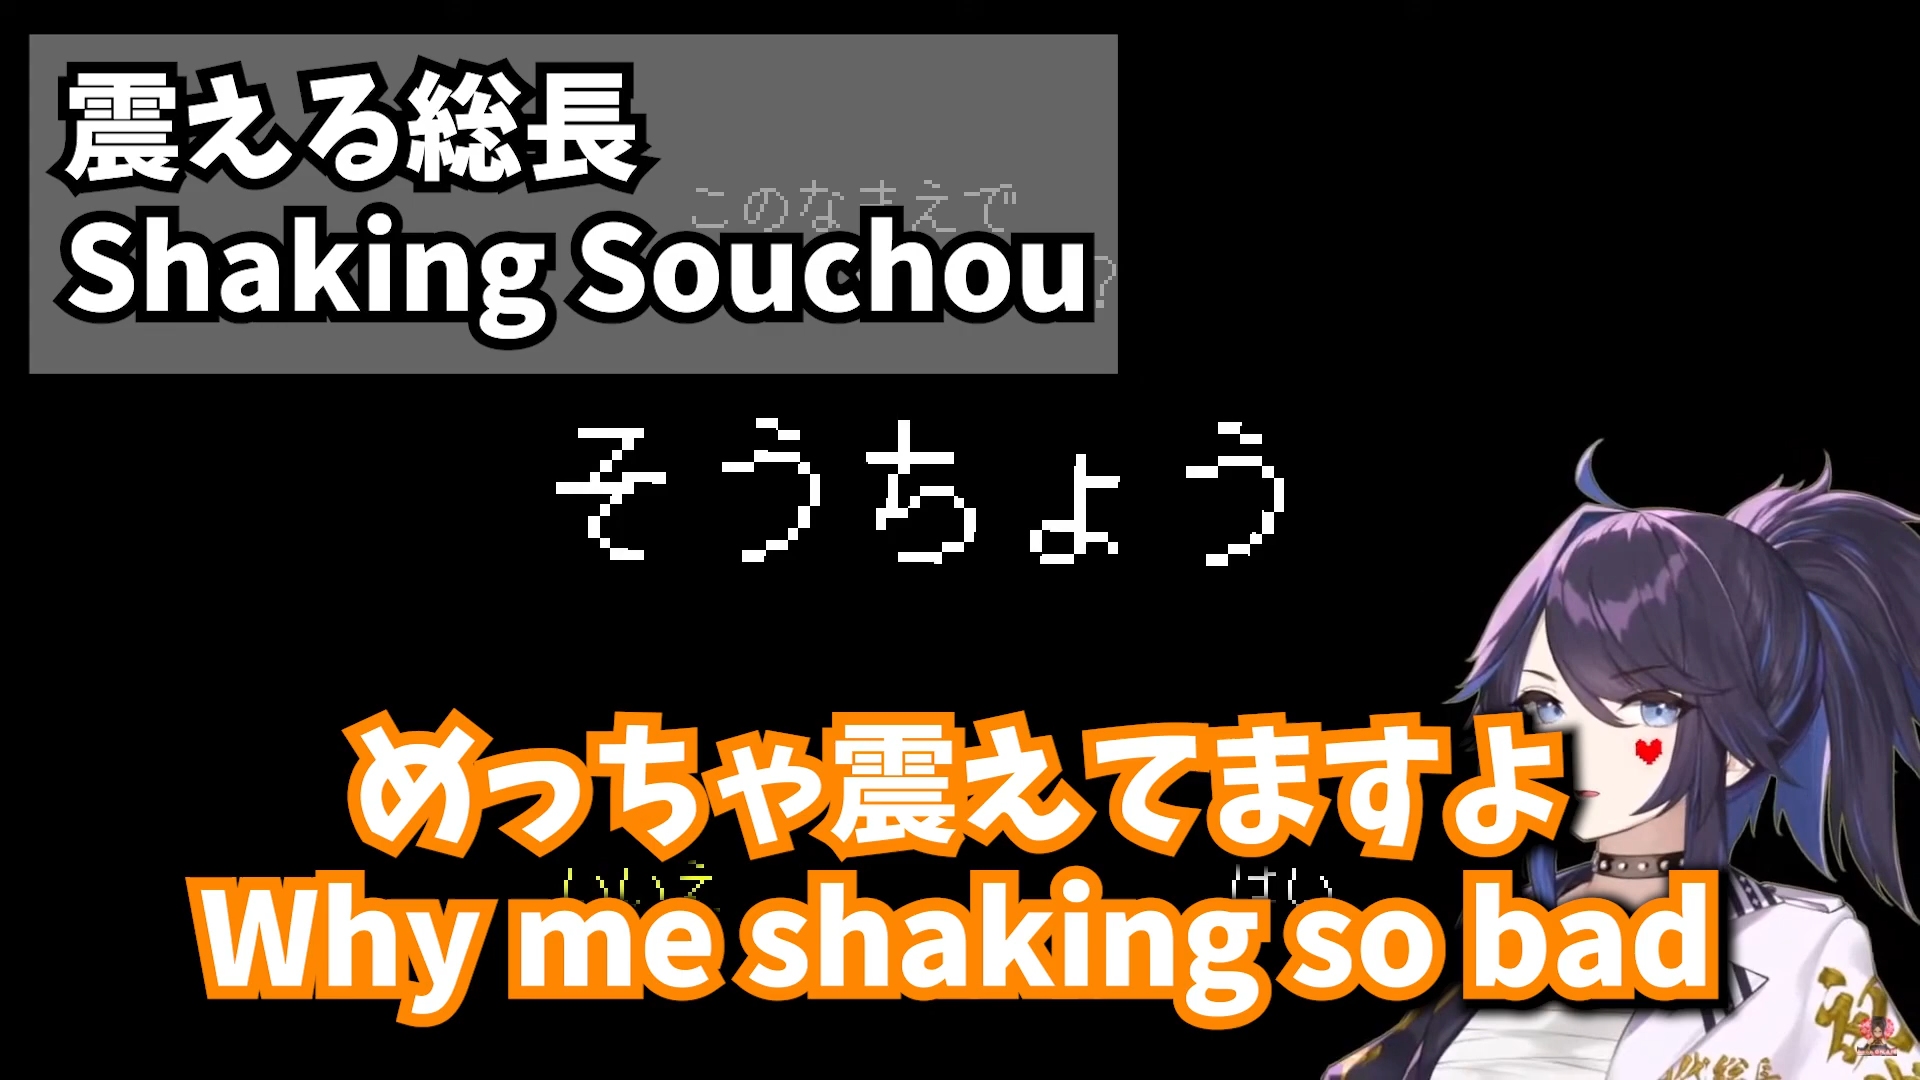 震える総長
このなまえで
Shaking Souchou
?
そうちょう
めっちゃ震えてますよ
いいえ はい
Why me shaking so bad
総長